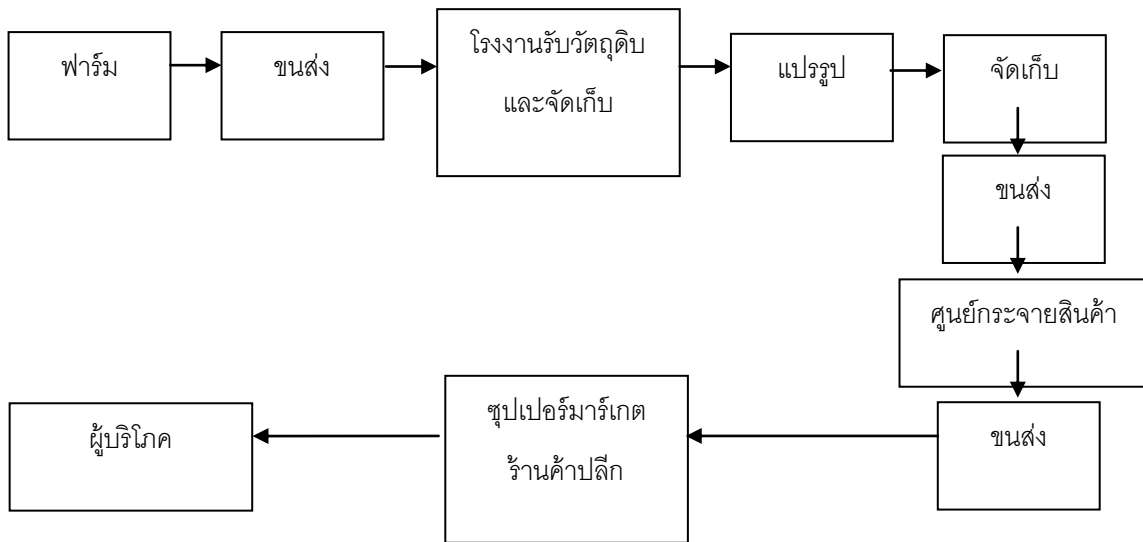 ฟาร์ม
ขนส่ง
โรงงานรับวัตถุดิบ
และจัดเก็บ
แปรรูป
จัดเก็บ
ขนส่ง
ศูนย์กระจายสินค้า
ขนส่ง
ซุปเปอร์มาร์เกต
ร้านค้าปลีก
ผู้บริโภค